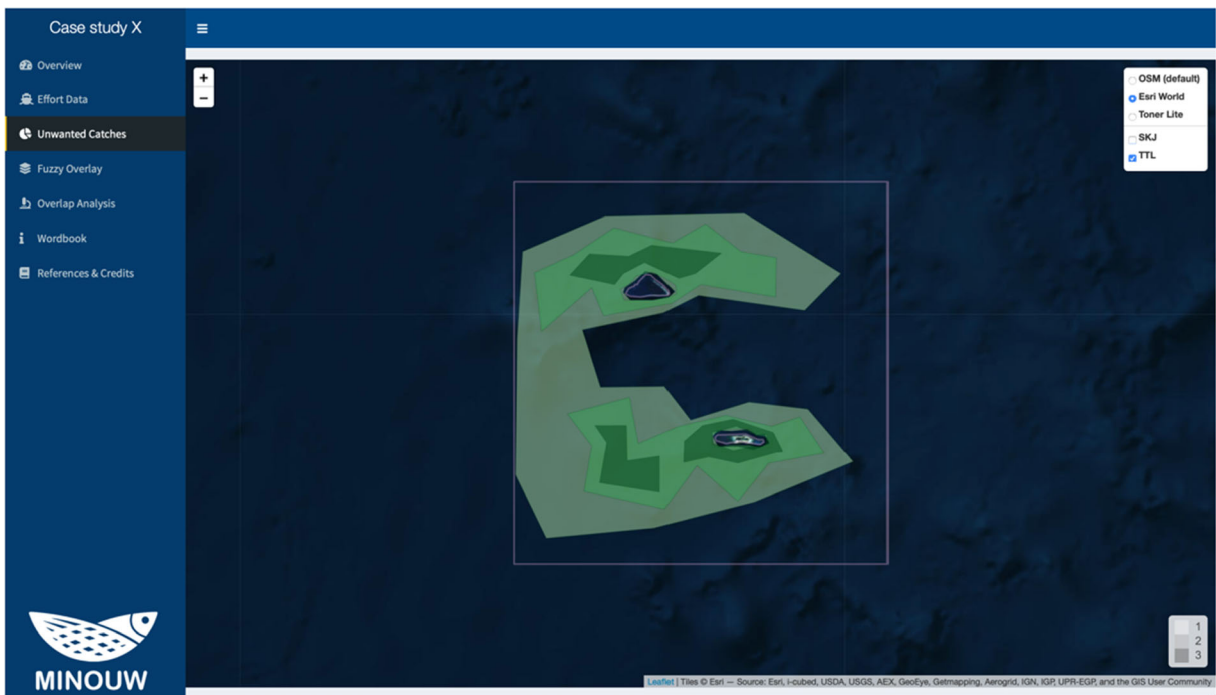 Case study X
Overview
Effort Data
Unwanted Catches
Fuzzy Overlay
Overlap Analysis
Wordbook
References & Credits
MINOUW
+
−
OSM (default)
Esri World
Toner Lite
SKJ
TTL
1
2
3
Leaflet | Tiles © Esri — Source: Esri, i-cubed, USDA, USGS, AEX, GeoEye, Getmapping, Aerogrid, IGN, IGP, UPR-EGP, and the GIS User Community